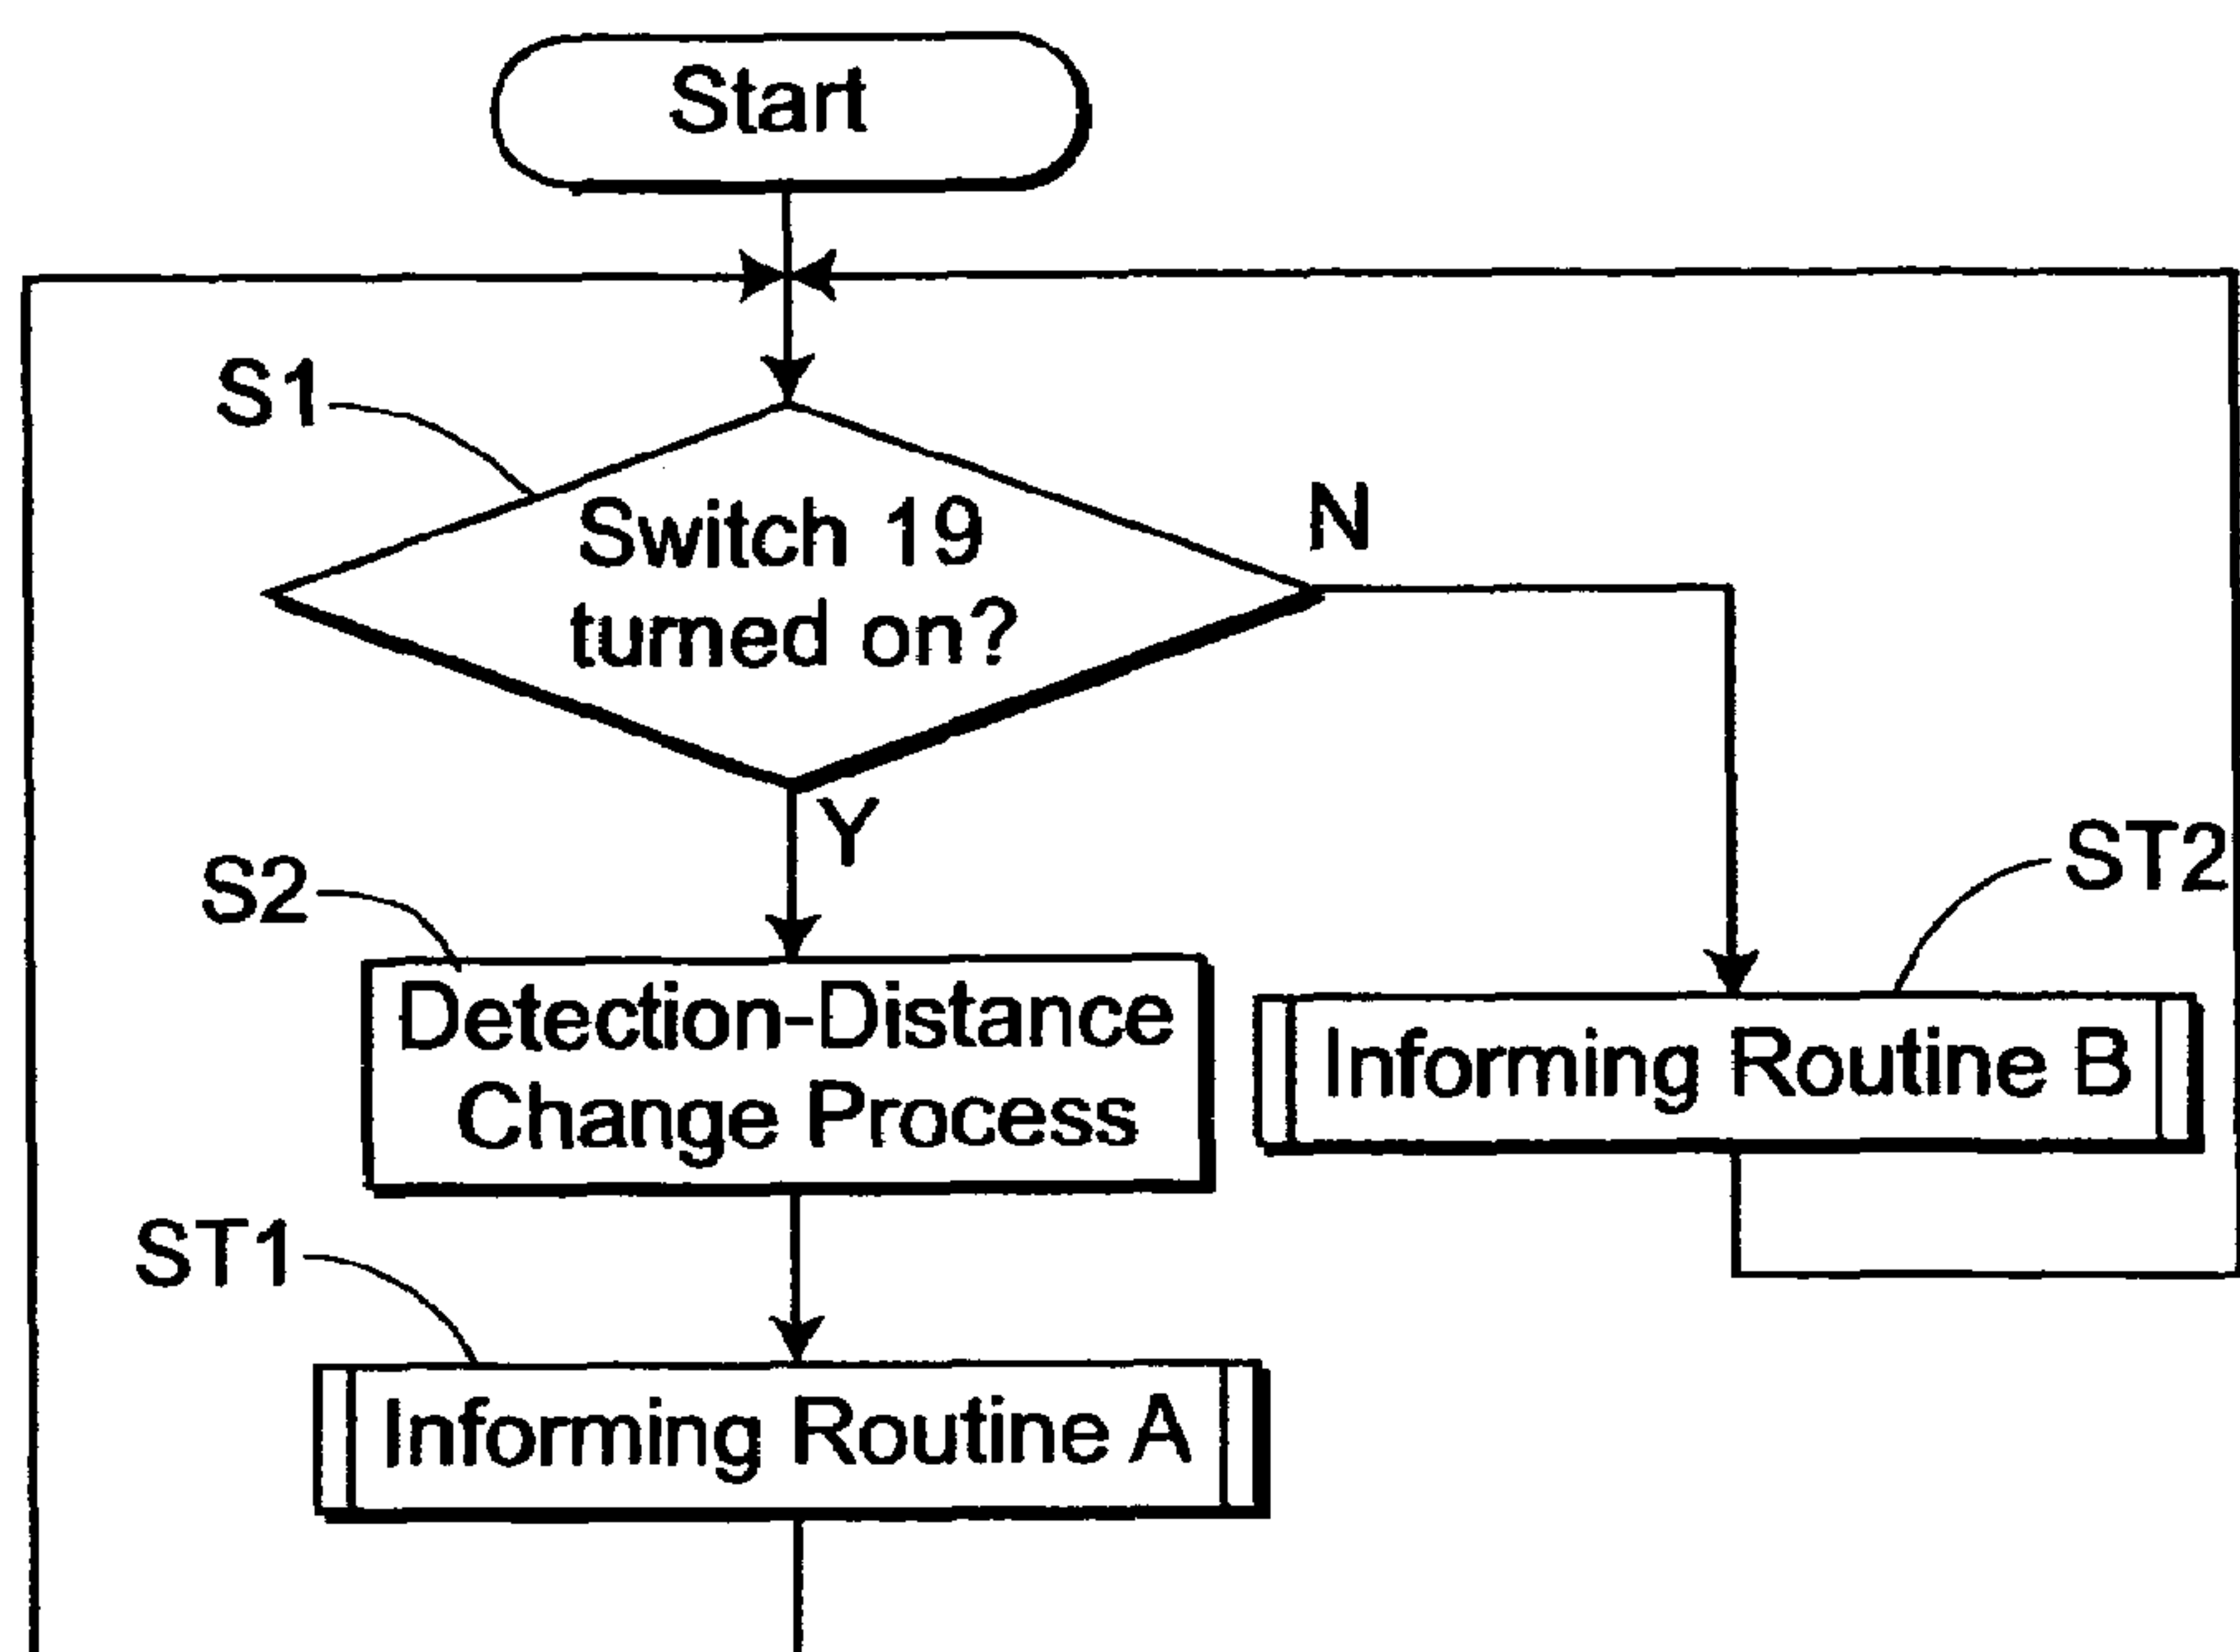 Start
S1
Switch 19
turned on?
N
Y
S2
ST2
Detection-Distance
Change Process
Informing Routine B
ST1
Informing Routine A